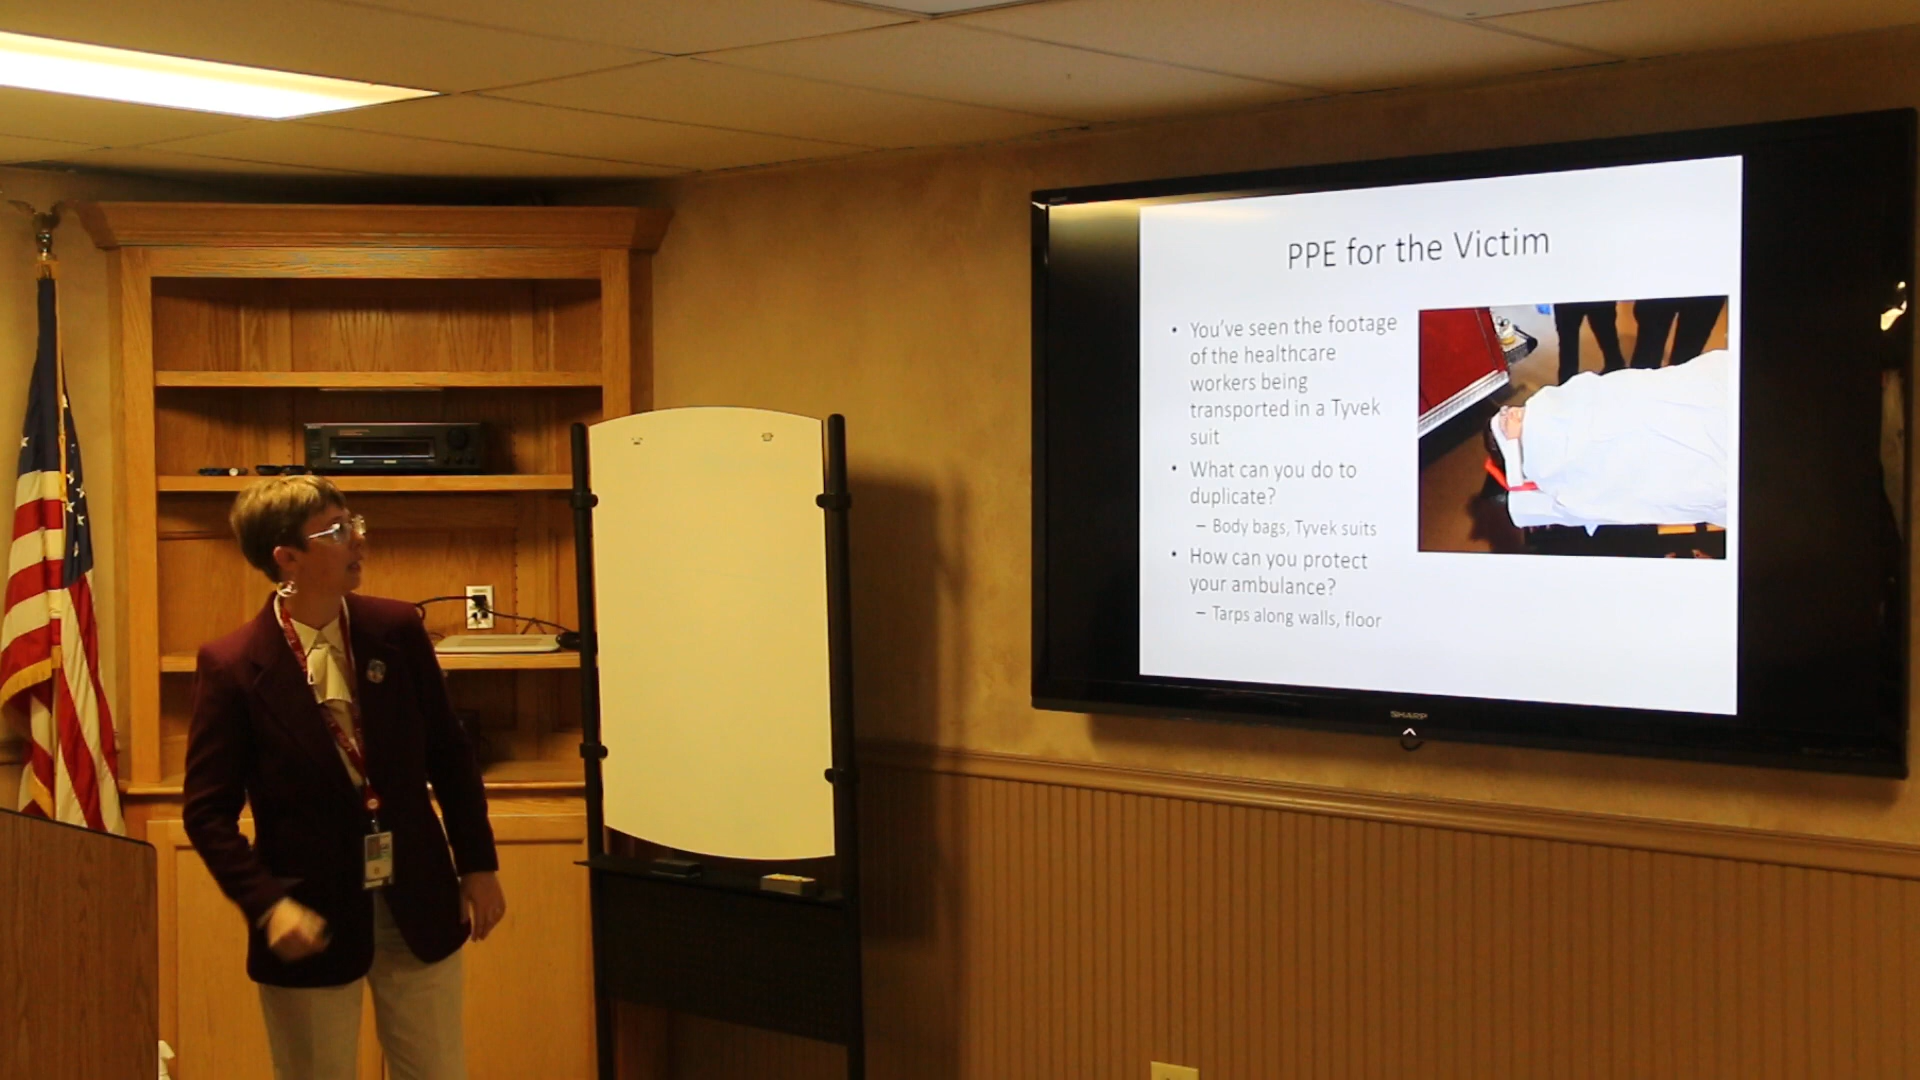 PPE for the Victim
• You've seen the footage
of the healthcare
workers being
transported in a Tyvek
suit
• What can you do to
duplicate?
– Body bags, Tyvek suits
• How can you protect
your ambulance?
– Tarps along walls, floor
SHARP